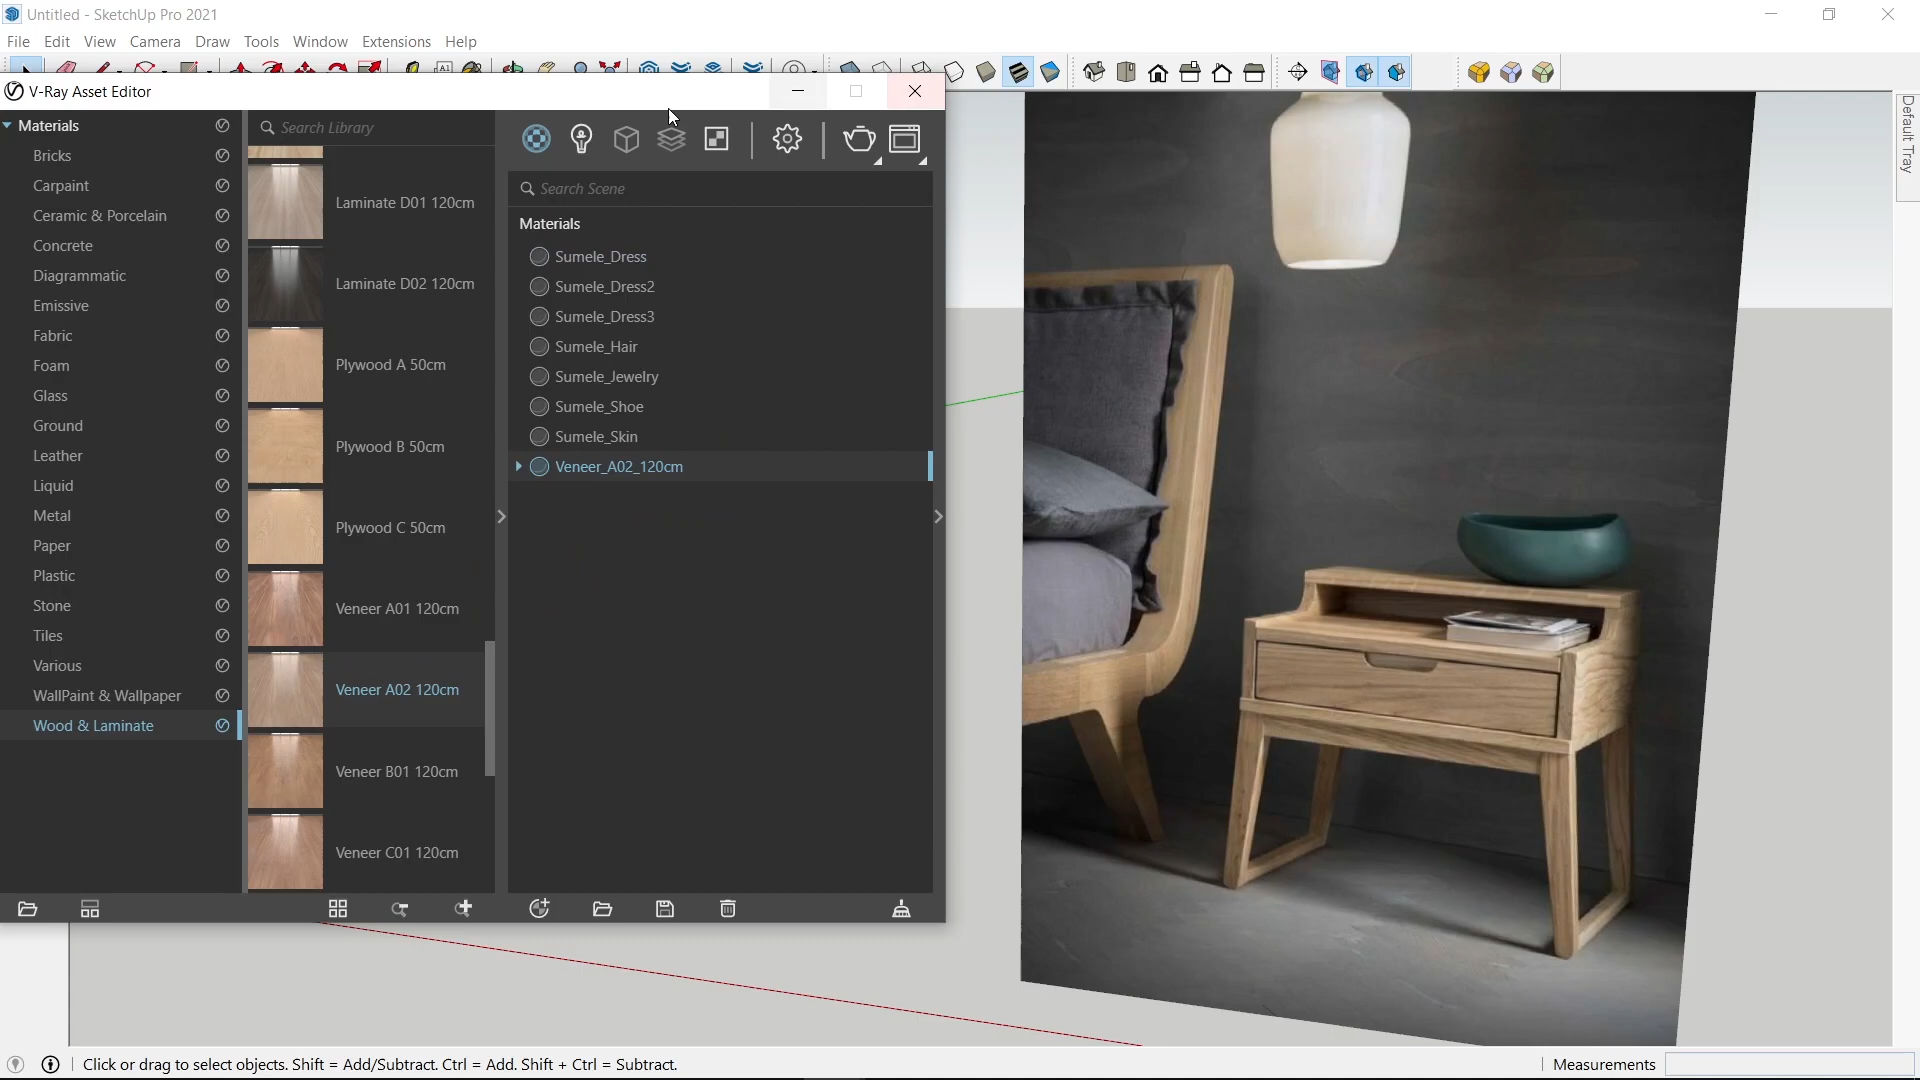 Untitled - SketchUp Pro 2021
File Edit View Camera Draw Tools Window Extensions Help
V-Ray Asset Editor
Default Tray
Materials
Bricks
Carpaint
Ceramic & Porcelain
Concrete
Diagrammatic
Emissive
Fabric
Foam
Glass
Ground
Leather
Liquid
Metal
Paper
Plastic
Stone
Tiles
Various
WallPaint & Wallpaper
Wood & Laminate
Search Library
Laminate D01 120cm
Laminate D02 120cm
Plywood A 50cm
Plywood B 50cm
Plywood C 50cm
Veneer A01 120cm
Veneer A02 120cm
Veneer B01 120cm
Veneer C01 120cm
Search Scene
Materials
Sumele_Dress
Sumele_Dress2
Sumele_Dress3
Sumele_Hair
Sumele_Jewelry
Sumele_Shoe
Sumele_Skin
Veneer_A02_120cm
Click or drag to select objects. Shift = Add/Subtract. Ctrl = Add. Shift + Ctrl = Subtract.
Measurements